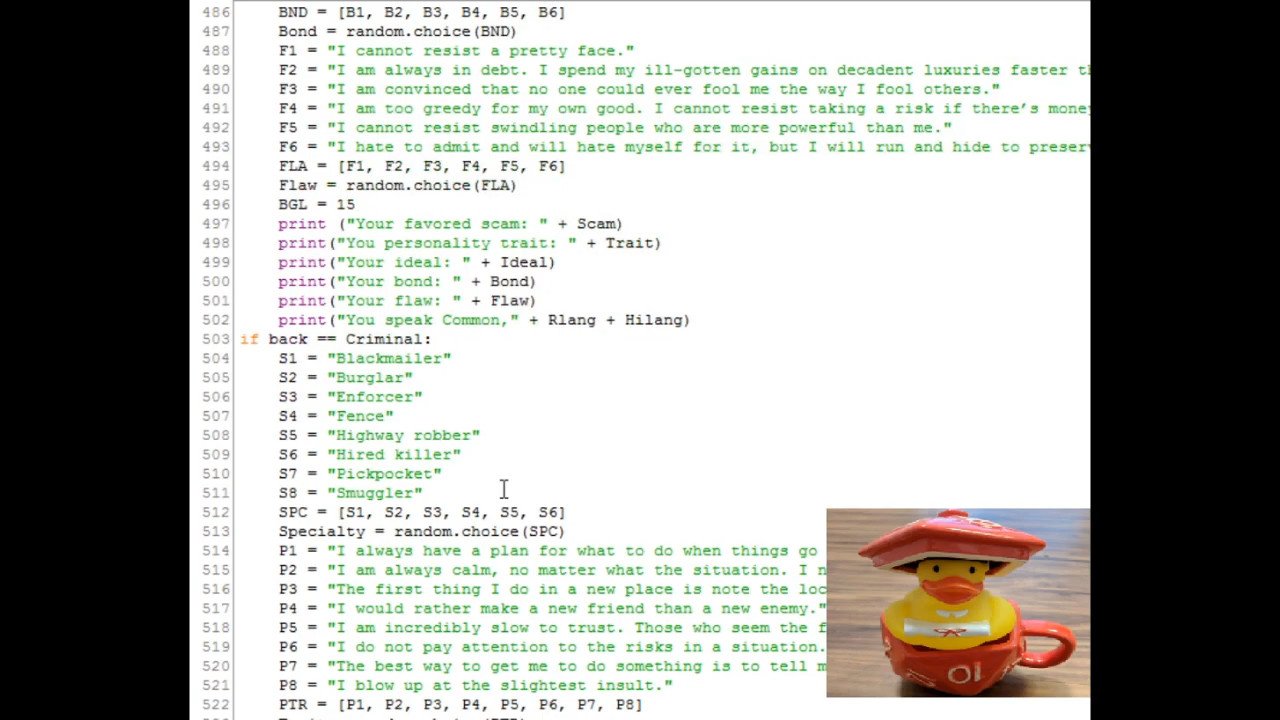 486 BND = [B1, B2, B3, B4, B5, B6]
487 Bond = random.choice(BND)
488 F1 = "I cannot resist a pretty face."
489 F2 = "I am always in debt. I spend my ill-gotten gains on decadent luxuries faster
490 F3 = "I am convinced that no one could ever fool me the way I fool others."
491 F4 = "I am too greedy for my own good. I cannot resist taking a risk if there’s mone
492 F5 = "I cannot resist swindling people who are more powerful than me."
493 F6 = "I hate to admit and will hate myself for it, but I will run and hide to preser
494 FLA = [F1, F2, F3, F4, F5, F6]
495 Flaw = random.choice(FLA)
496 BGL = 15
497 print ("Your favored scam: " + Scam)
498 print("You personality trait: " + Trait)
499 print("Your ideal: " + Ideal)
500 print("Your bond: " + Bond)
501 print("Your flaw: " + Flaw)
502 print("You speak Common," + Rlang + Hilang)
503 if back == Criminal:
504 S1 = "Blackmailer"
505 S2 = "Burglar"
506 S3 = "Enforcer"
507 S4 = "Fence"
508 S5 = "Highway robber"
509 S6 = "Hired killer"
510 S7 = "Pickpocket"
511 S8 = "Smuggler"
512 SPC = [S1, S2, S3, S4, S5, S6]
513 Specialty = random.choice(SPC)
514 P1 = "I always have a plan for what to do when things go
515 P2 = "I am always calm, no matter what the situation. I n
516 P3 = "The first thing I do in a new place is note the loc
517 P4 = "I would rather make a new friend than a new enemy."
518 P5 = "I am incredibly slow to trust. Those who seem the f
519 P6 = "I do not pay attention to the risks in a situation.
520 P7 = "The best way to get me to do something is to tell m
521 P8 = "I blow up at the slightest insult."
522 PTR = [P1, P2, P3, P4, P5, P6, P7, P8]